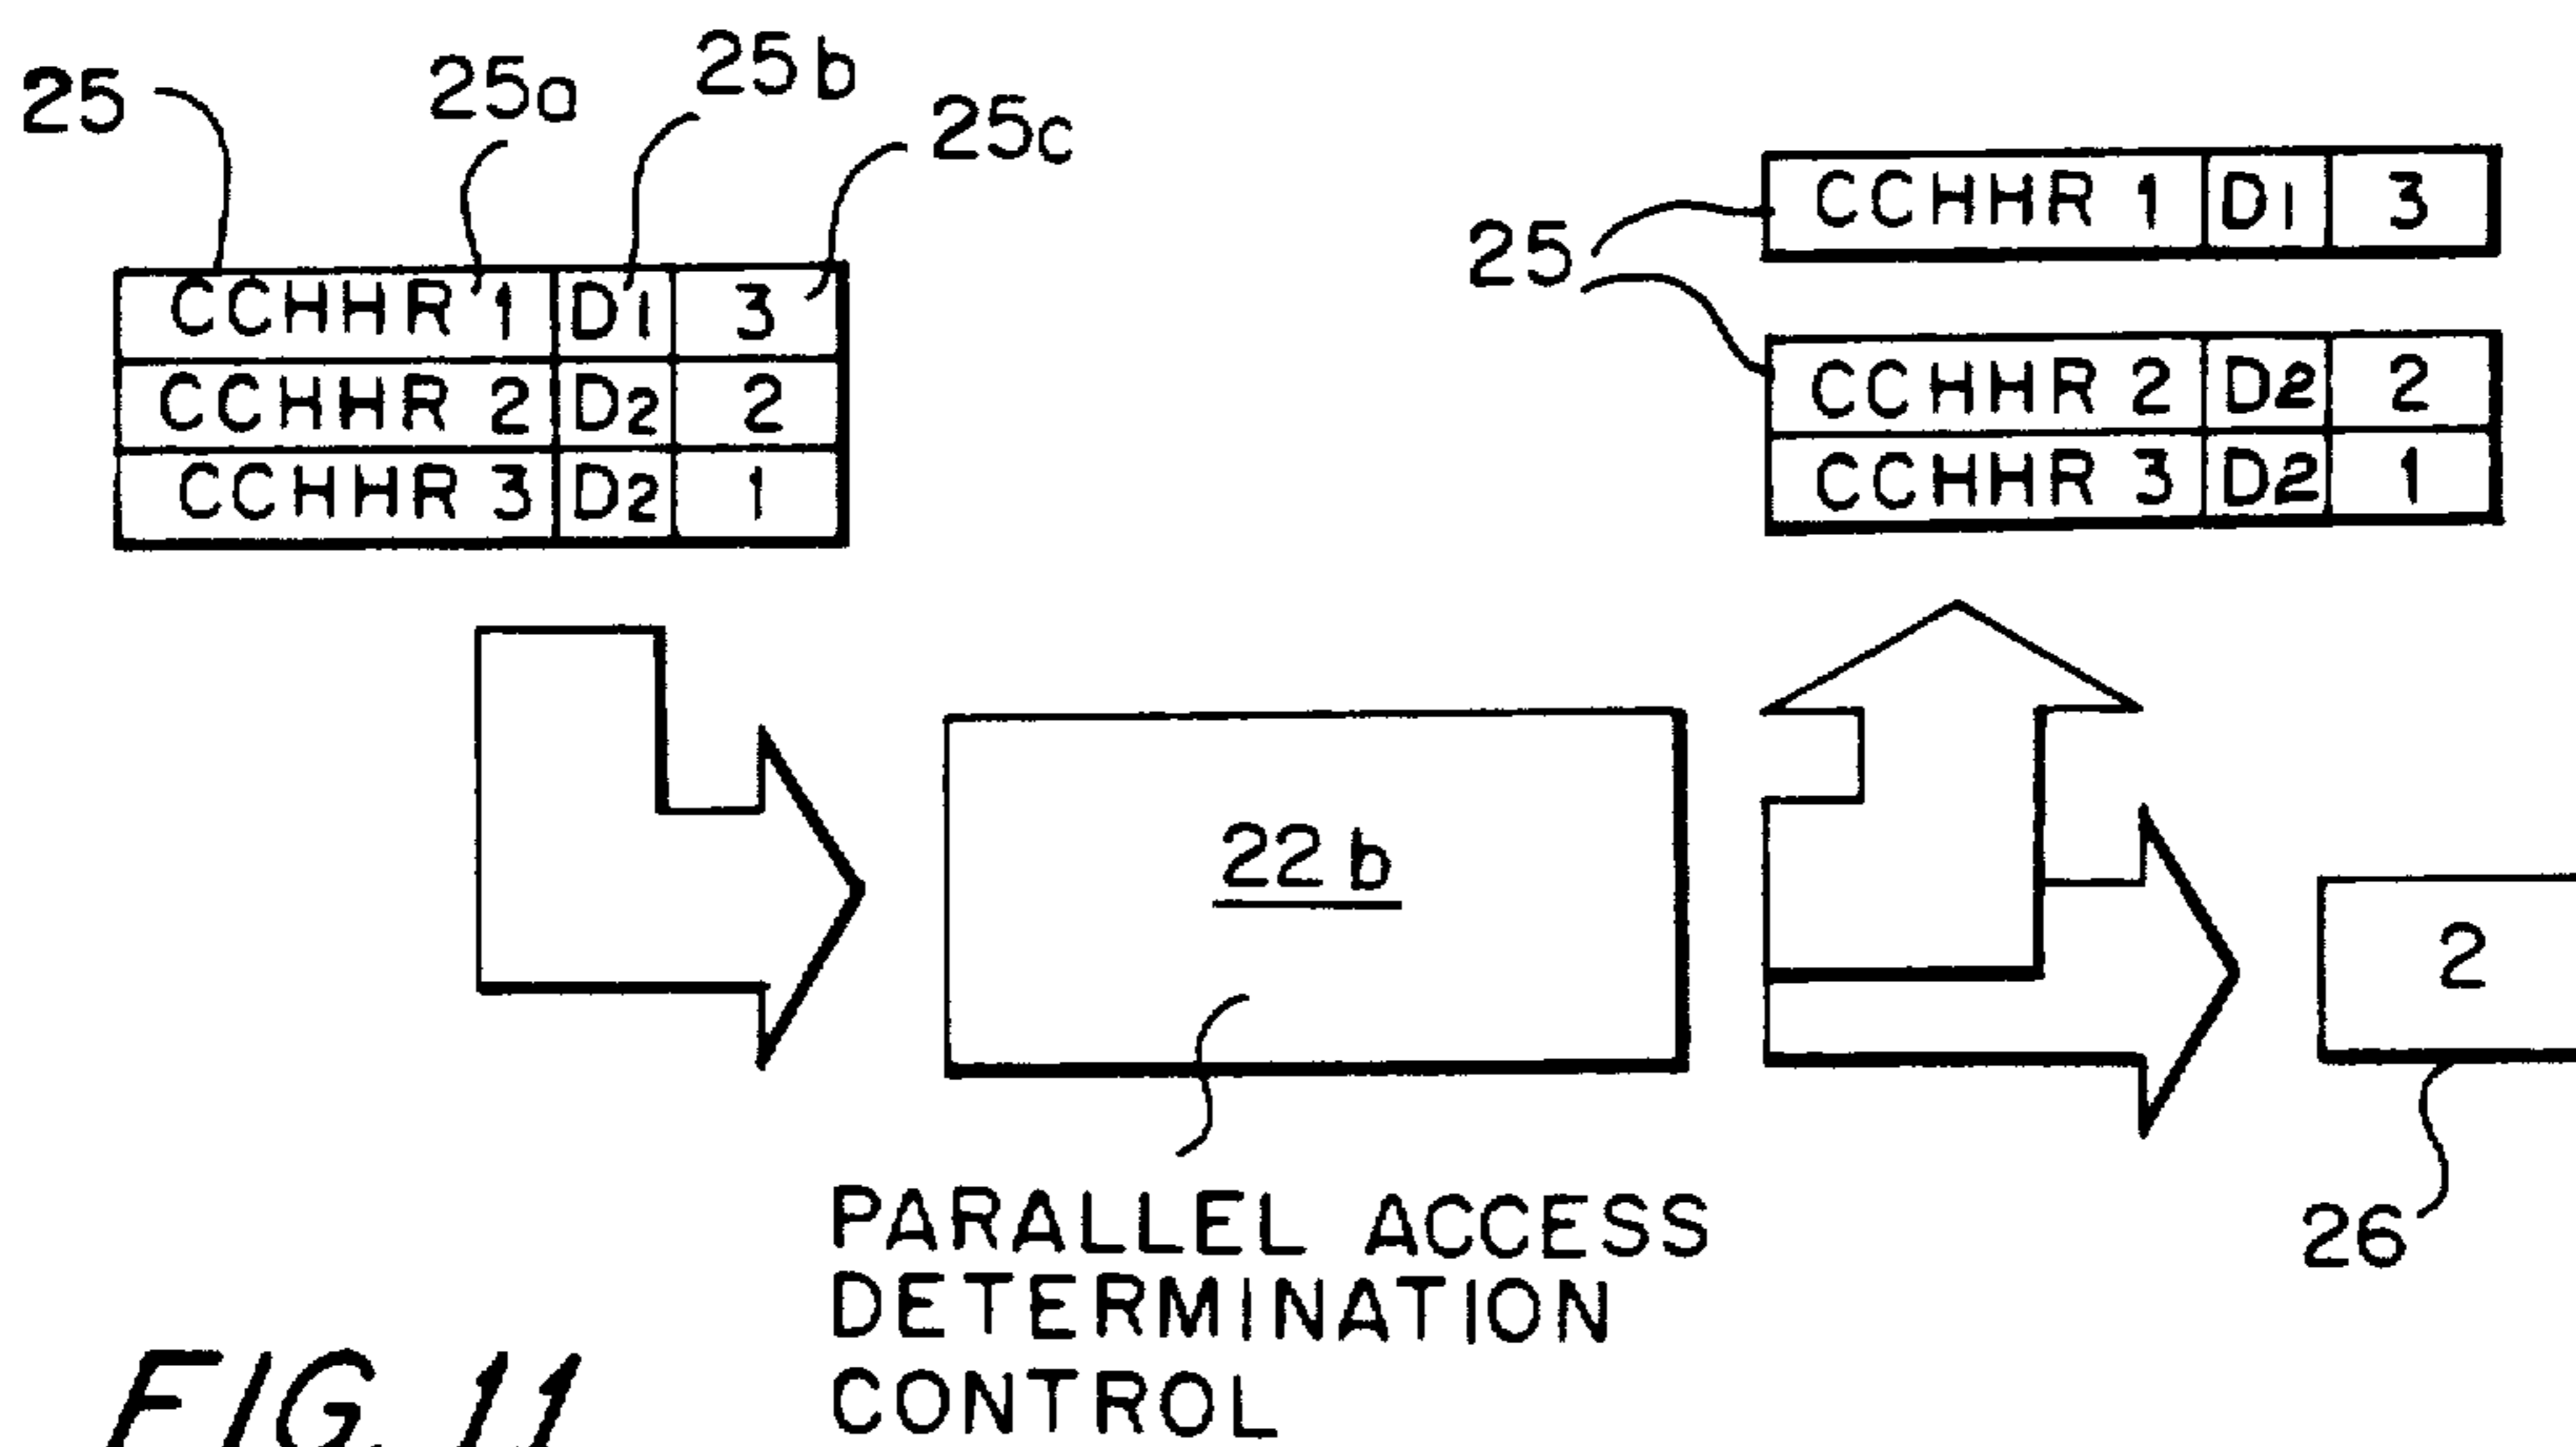 25
25a
25b
25c
CCHHR 1 D1 3
CCHHR 2 D2 2
CCHHR 3 D2 1
25
CCHHR 1 D1 3
CCHHR 2 D2 2
CCHHR 3 D2 1
22b
2
26
PARALLEL ACCESS
DETERMINATION
CONTROL
FIG. 11